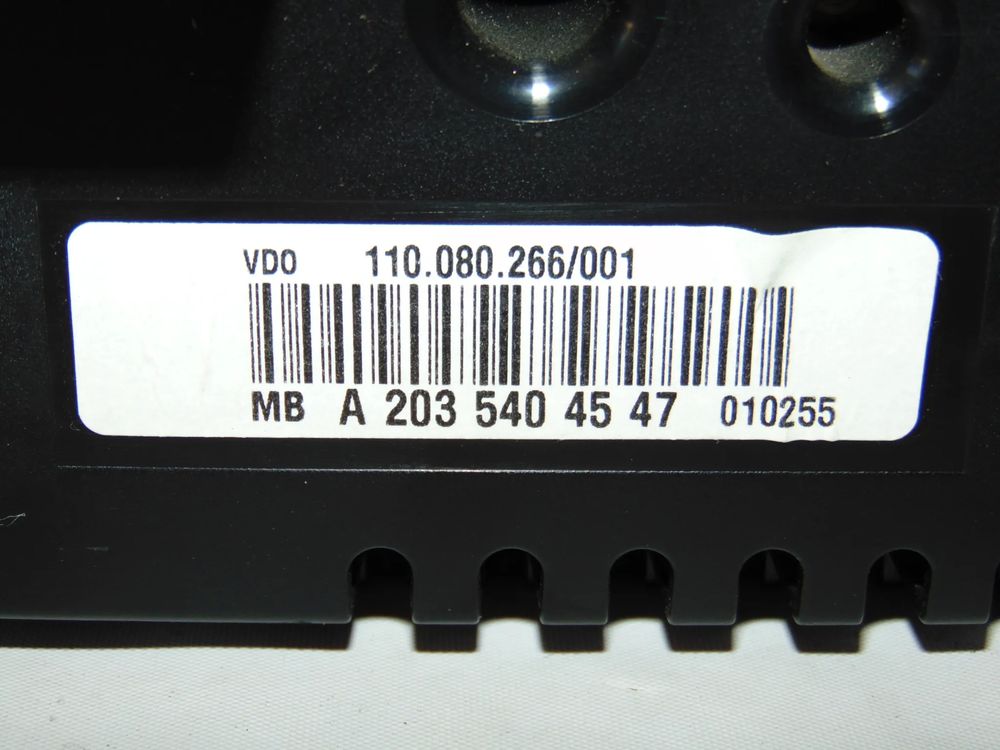 VDO 110.080.266/001
MB A 203 540 45 47 010255